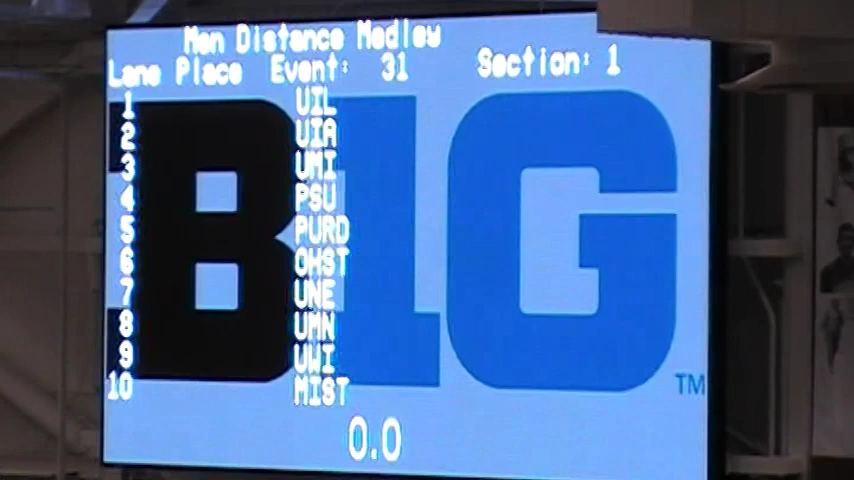 Men Distance Medley
Lane Place Event: 31 Section: 1
1 UIL
2 UIA
3 UMI
4 PSU
5 PURD
6 OHST
7 UNE
8 UMN
9 UWI
10 MIST
0.0
B1G
TM